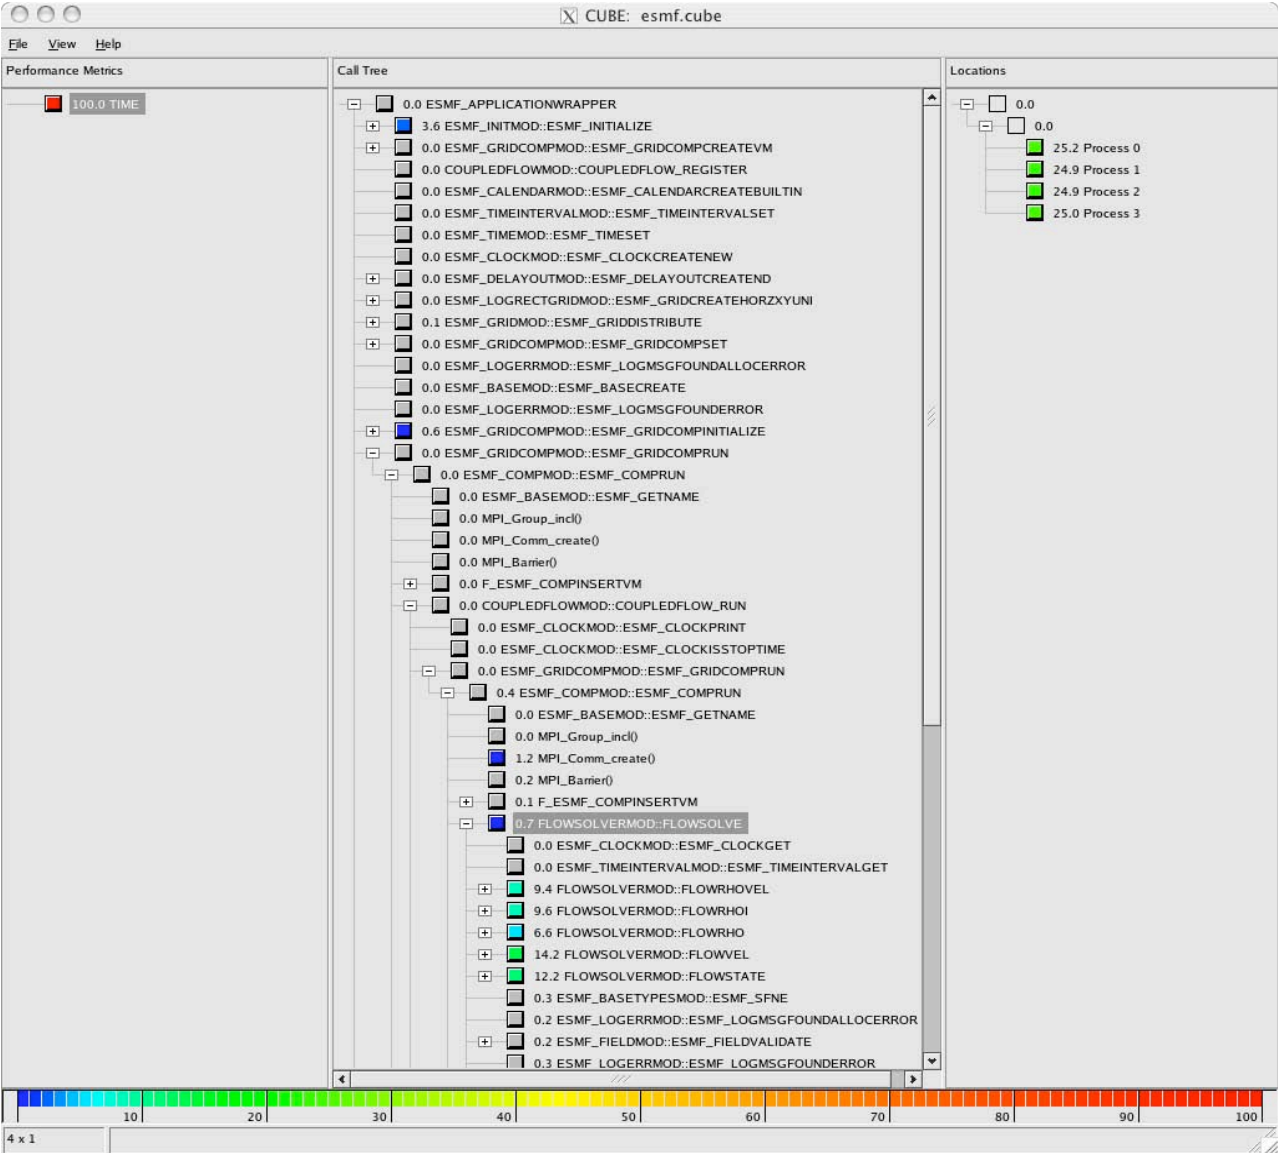 X CUBE: esmf.cube
File View Help
Performance Metrics
100.0 TIME
Call Tree
0.0 ESMF_APPLICATIONWRAPPER
3.6 ESMF_INITMOD::ESMF_INITIALIZE
0.0 ESMF_GRIDCOMPMOD::ESMF_GRIDCOMPCREATEVM
0.0 COUPLEDFLOWMOD::COUPLEDFLOW_REGISTER
0.0 ESMF_CALENDARMOD::ESMF_CALENDARCREATEBUILTIN
0.0 ESMF_TIMEINTERVALMOD::ESMF_TIMEINTERVALSET
0.0 ESMF_TIMEMOD::ESMF_TIMESET
0.0 ESMF_CLOCKMOD::ESMF_CLOCKCREATENEW
0.0 ESMF_DELAYOUTMOD::ESMF_DELAYOUTCREATEND
0.0 ESMF_LOGRECTGRIDMOD::ESMF_GRIDCREATEHORZXYUNI
0.1 ESMF_GRIDMOD::ESMF_GRIDDISTRIBUTE
0.0 ESMF_GRIDCOMPMOD::ESMF_GRIDCOMPSET
0.0 ESMF_LOGERRMOD::ESMF_LOGMSGFOUNDALLOCERROR
0.0 ESMF_BASEMOD::ESMF_BASECREATE
0.0 ESMF_LOGERRMOD::ESMF_LOGMSGFOUNDERROR
0.6 ESMF_GRIDCOMPMOD::ESMF_GRIDCOMPINITIALIZE
0.0 ESMF_GRIDCOMPMOD::ESMF_GRIDCOMPRUN
0.0 ESMF_COMPMOD::ESMF_COMPRUN
0.0 ESMF_BASEMOD::ESMF_GETNAME
0.0 MPI_Group_incl()
0.0 MPI_Comm_create()
0.0 MPI_Barrier()
0.0 F_ESMF_COMPINSERTVM
0.0 COUPLEDFLOWMOD::COUPLEDFLOW_RUN
0.0 ESMF_CLOCKMOD::ESMF_CLOCKPRINT
0.0 ESMF_CLOCKMOD::ESMF_CLOCKISSTOPTIME
0.0 ESMF_GRIDCOMPMOD::ESMF_GRIDCOMPRUN
0.4 ESMF_COMPMOD::ESMF_COMPRUN
0.0 ESMF_BASEMOD::ESMF_GETNAME
0.0 MPI_Group_incl()
1.2 MPI_Comm_create()
0.2 MPI_Barrier()
0.1 F_ESMF_COMPINSERTVM
0.7 FLOWSOLVERMOD::FLOWSOLVE
0.0 ESMF_CLOCKMOD::ESMF_CLOCKGET
0.0 ESMF_TIMEINTERVALMOD::ESMF_TIMEINTERVALGET
9.4 FLOWSOLVERMOD::FLOWRHOVEL
9.6 FLOWSOLVERMOD::FLOWRHOI
6.6 FLOWSOLVERMOD::FLOWRHO
14.2 FLOWSOLVERMOD::FLOWVEL
12.2 FLOWSOLVERMOD::FLOWSTATE
0.3 ESMF_BASETYPESMOD::ESMF_SFNE
0.2 ESMF_LOGERRMOD::ESMF_LOGMSGFOUNDALLOCERROR
0.2 ESMF_FIELDMOD::ESMF_FIELDVALIDATE
0.3 ESMF_LOGERRMOD::ESMF_LOGMSGFOUNDERROR
Locations
0.0
0.0
25.2 Process 0
24.9 Process 1
24.9 Process 2
25.0 Process 3
10 20 30 40 50 60 70 80 90 100
4 x 1